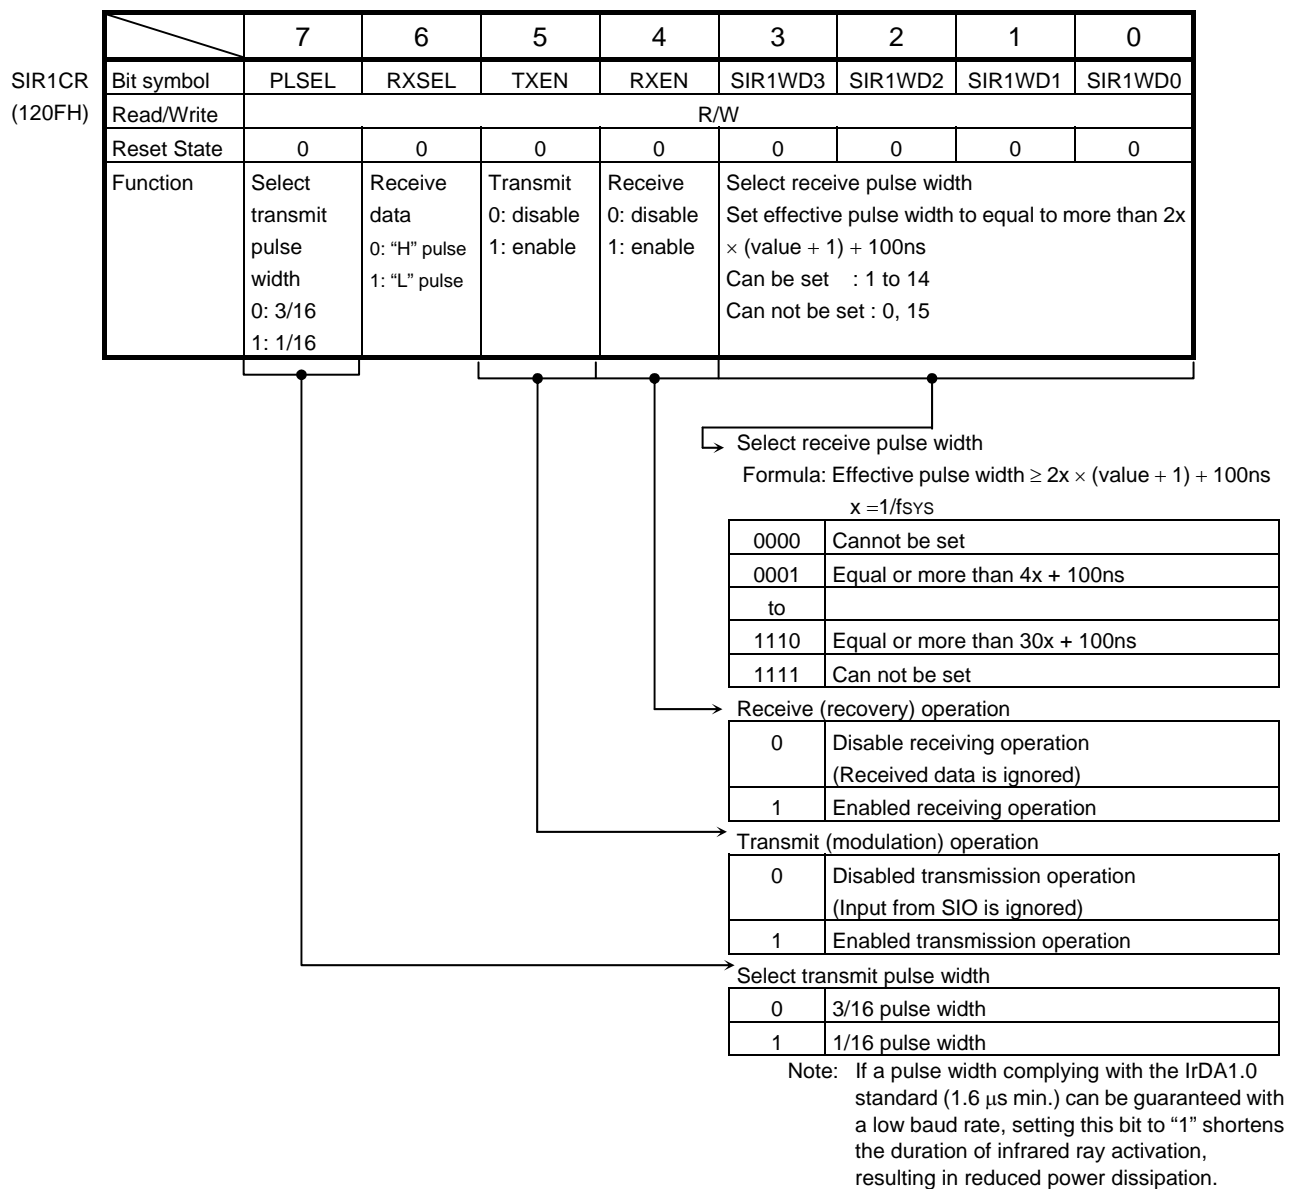 7 6 5 4 3 2 1 0
SIR1CR Bit symbol PLSEL RXSEL TXEN RXEN SIR1WD3 SIR1WD2 SIR1WD1 SIR1WD0
(120FH) Read/Write R/W
Reset State 0 0 0 0 0 0 0 0
Function
Select
transmit
pulse
width
0: 3/16
1: 1/16
Receive
data
0: “H” pulse
1: “L” pulse
Transmit
0: disable
1: enable
Receive
0: disable
1: enable
Select receive pulse width
Set effective pulse width to equal to more than 2x
× (value + 1) + 100ns
Can be set : 1 to 14
Can not be set : 0, 15
Select receive pulse width
Formula: Effective pulse width ≥ 2x × (value + 1) + 100ns
x =1/fSYS
0000 Cannot be set
0001 Equal or more than 4x + 100ns
to
1110 Equal or more than 30x + 100ns
1111 Can not be set
Receive (recovery) operation
0 Disable receiving operation
(Received data is ignored)
1 Enabled receiving operation
Transmit (modulation) operation
0 Disabled transmission operation
(Input from SIO is ignored)
1 Enabled transmission operation
Select transmit pulse width
0 3/16 pulse width
1 1/16 pulse width
Note: If a pulse width complying with the IrDA1.0
standard (1.6 μs min.) can be guaranteed with
a low baud rate, setting this bit to “1” shortens
the duration of infrared ray activation,
resulting in reduced power dissipation.